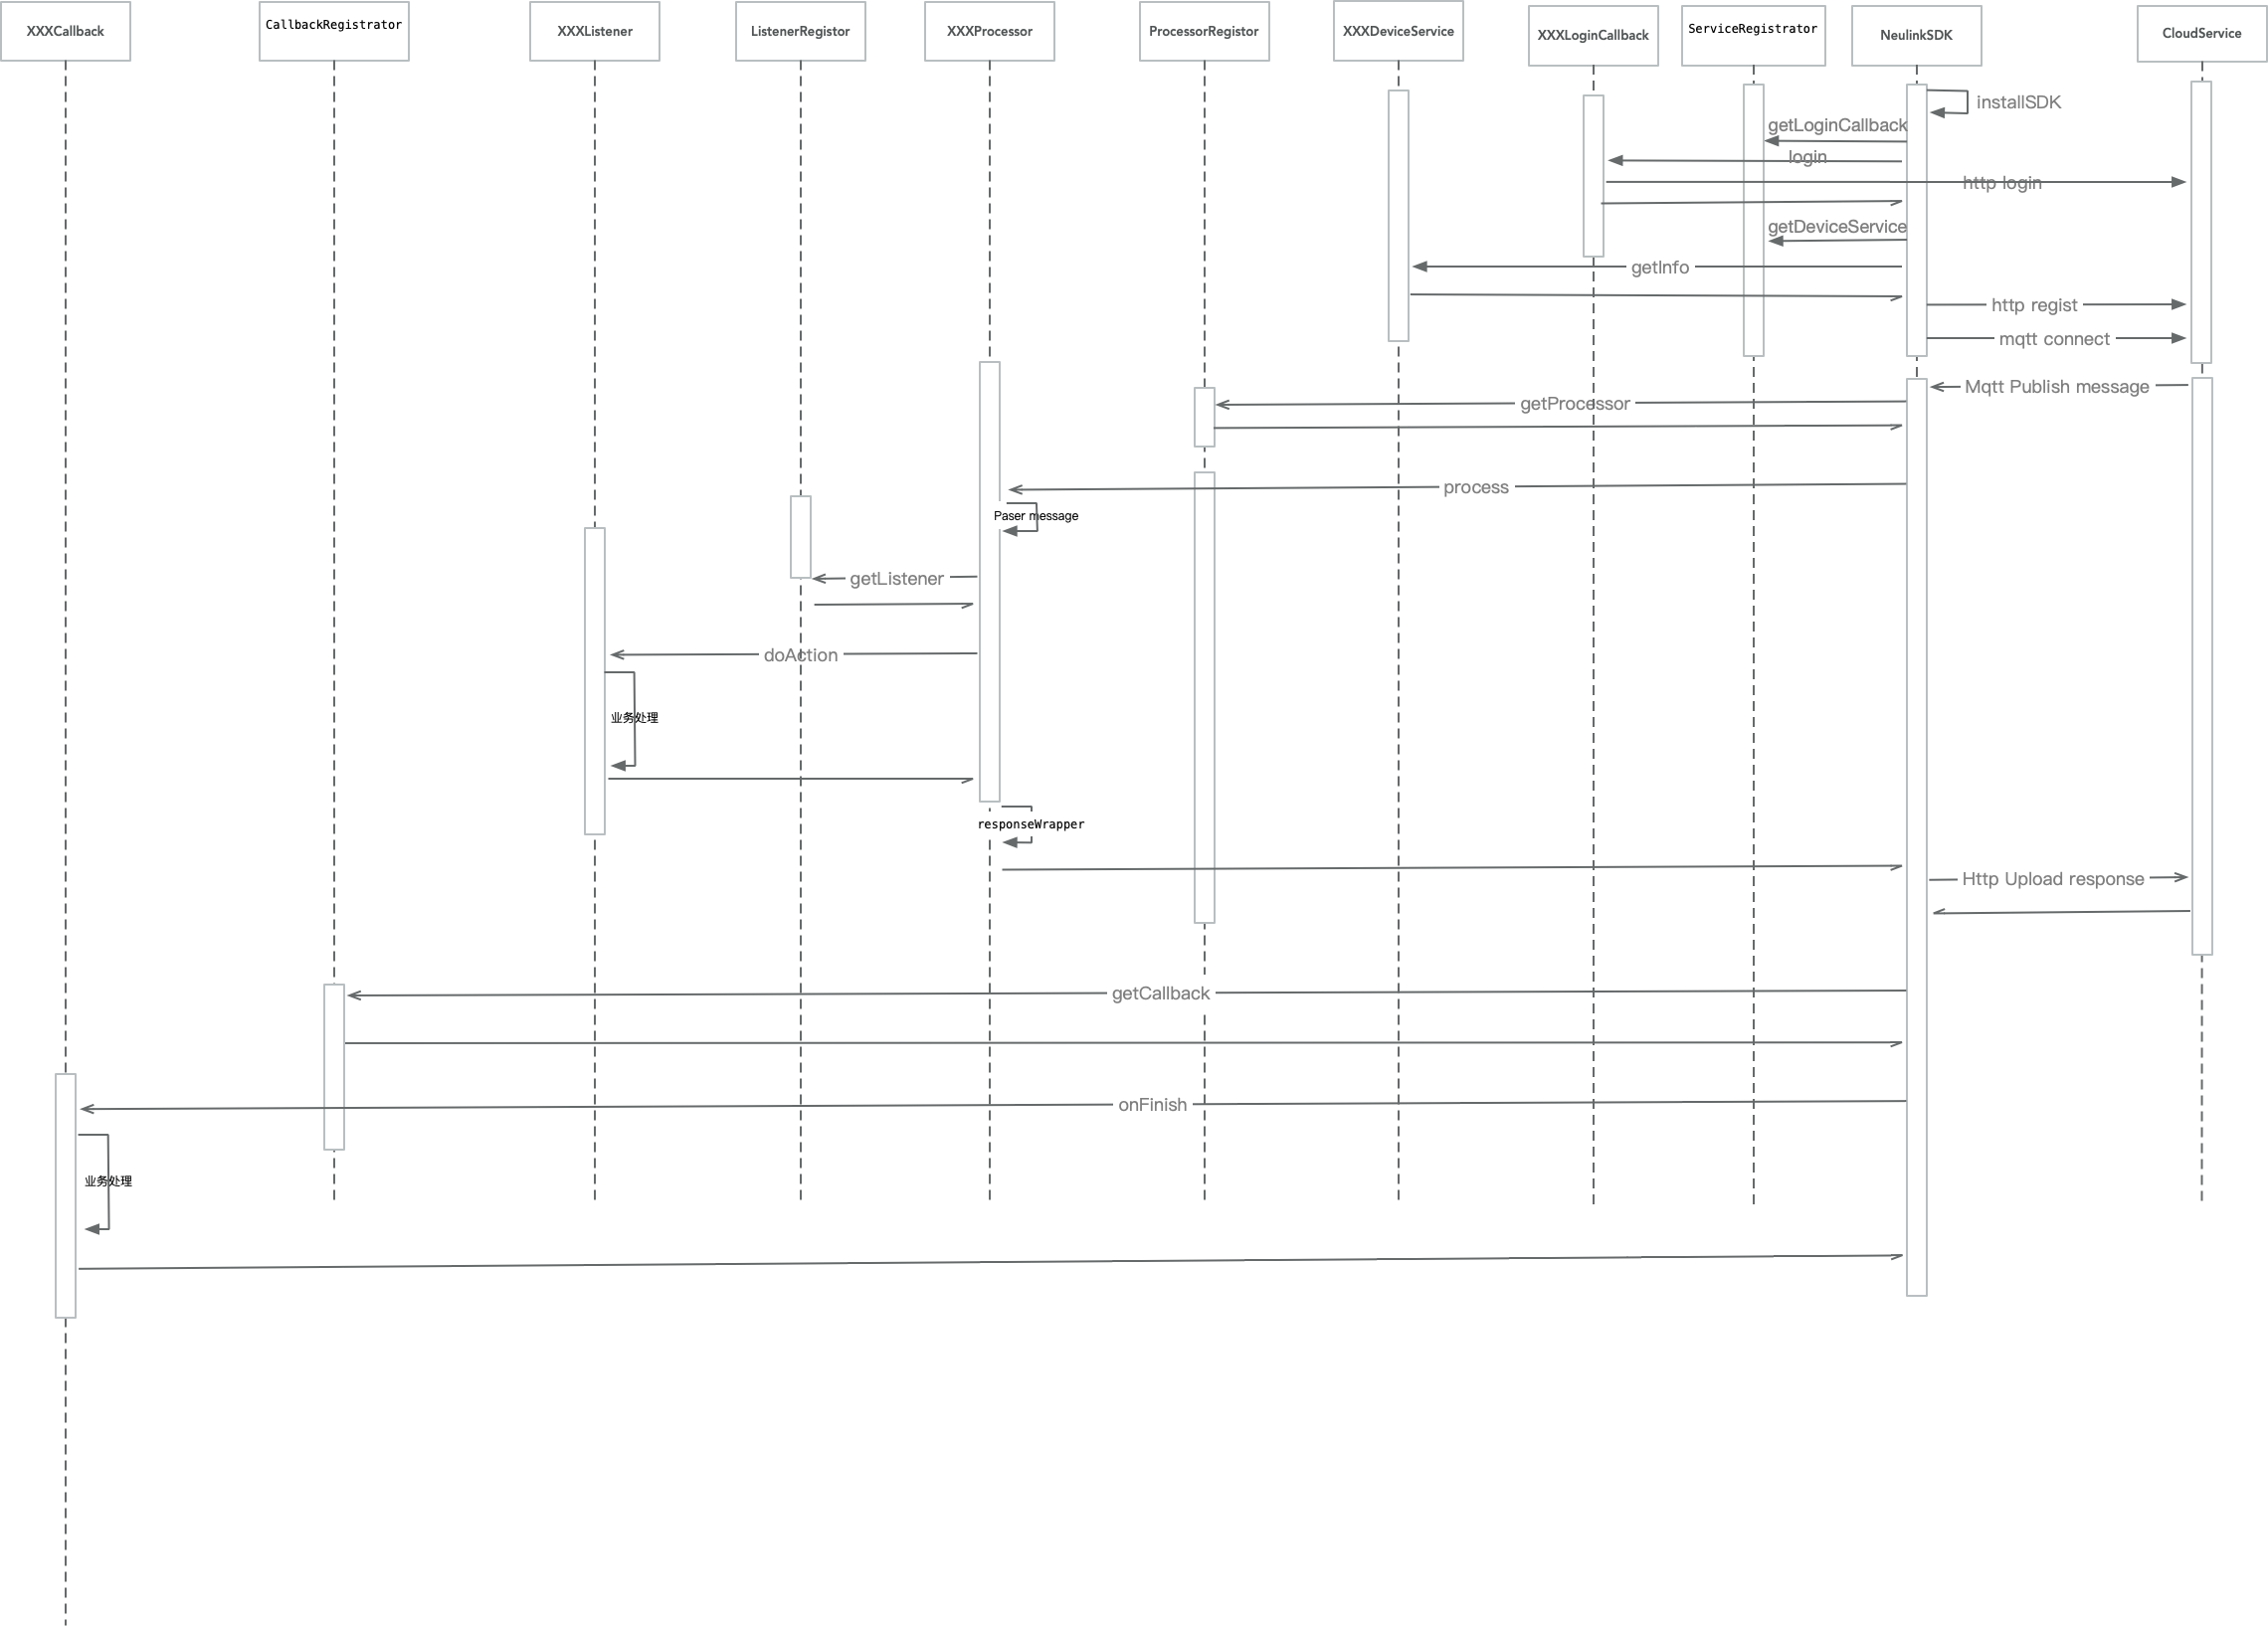 XXXCallback
CallbackRegistrator
XXXListener
ListenerRegistor
XXXProcessor
ProcessorRegistor
XXXDeviceService
XXXLoginCallback
ServiceRegistrator
NeulinkSDK
CloudService
installSDK
getLoginCallback
login
http login
getDeviceService
getInfo
http regist
mqtt connect
Mqtt Publish message
getProcessor
process
Paser message
getListener
doAction
业务处理
responseWrapper
Http Upload response
getCallback
onFinish
业务处理